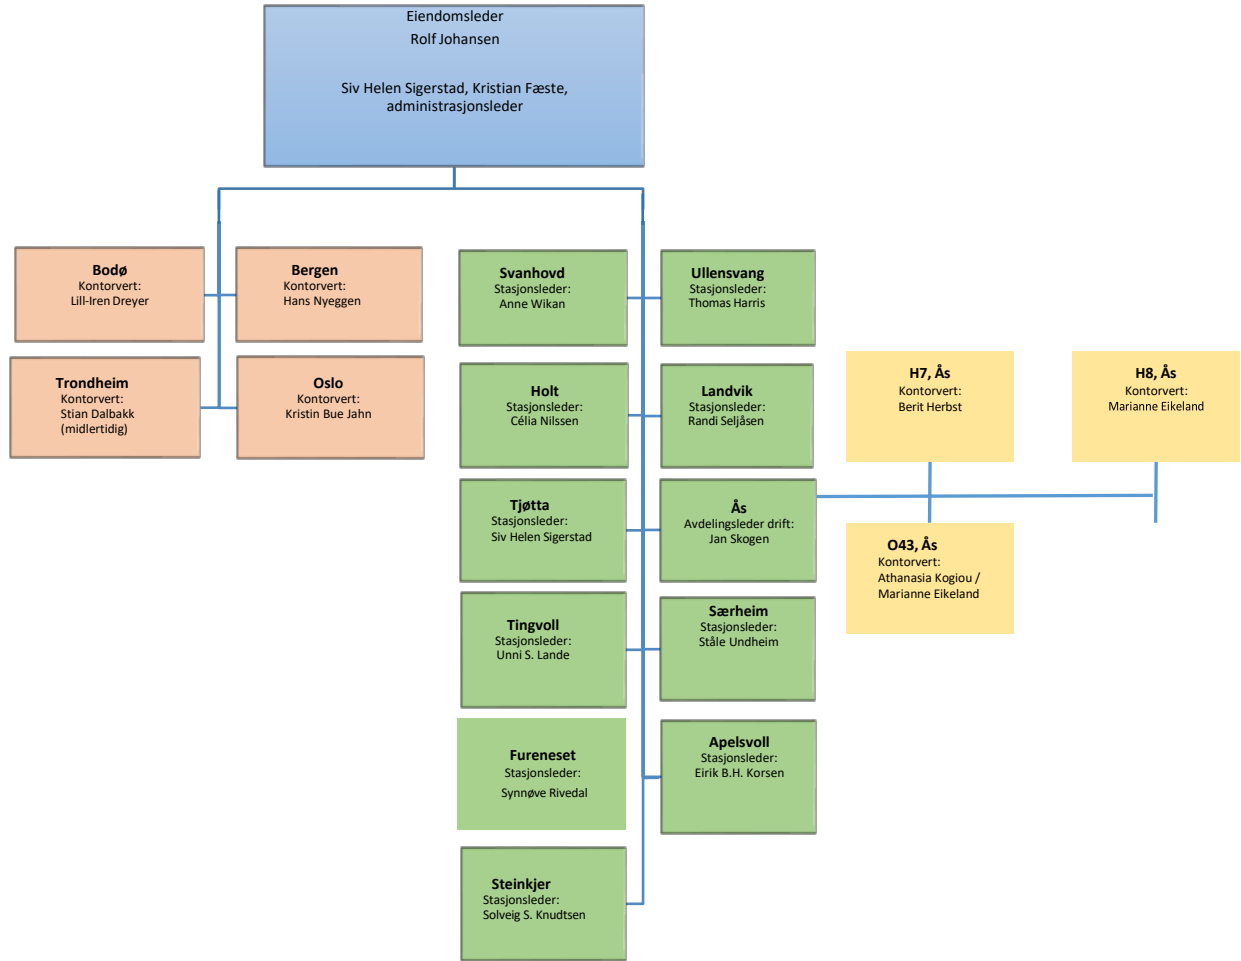 Eiendomsleder
Rolf Johansen
Siv Helen Sigerstad, Kristian Fæste,
administrasjonsleder
Bodø
Kontorvert:
Lill-Iren Dreyer
Bergen
Kontorvert:
Hans Nyeggen
Trondheim
Kontorvert:
Stian Dalbakk
(midlertidig)
Oslo
Kontorvert:
Kristin Bue Jahn
Svanhovd
Stasjonsleder:
Anne Wikan
Ullensvang
Stasjonsleder:
Thomas Harris
Holt
Stasjonsleder:
Célia Nilssen
Landvik
Stasjonsleder:
Randi Seljåsen
Tjøtta
Stasjonsleder:
Siv Helen Sigerstad
Ås
Avdelingsleder drift:
Jan Skogen
Tingvoll
Stasjonsleder:
Unni S. Lande
Særheim
Stasjonsleder:
Ståle Undheim
Fureneset
Stasjonsleder:
Synnøve Rivedal
Apelsvoll
Stasjonsleder:
Eirik B.H. Korsen
Steinkjer
Stasjonsleder:
Solveig S. Knudtsen
H7, Ås
Kontorvert:
Berit Herbst
H8, Ås
Kontorvert:
Marianne Eikeland
O43, Ås
Kontorvert:
Athanasia Kogiou /
Marianne Eikeland